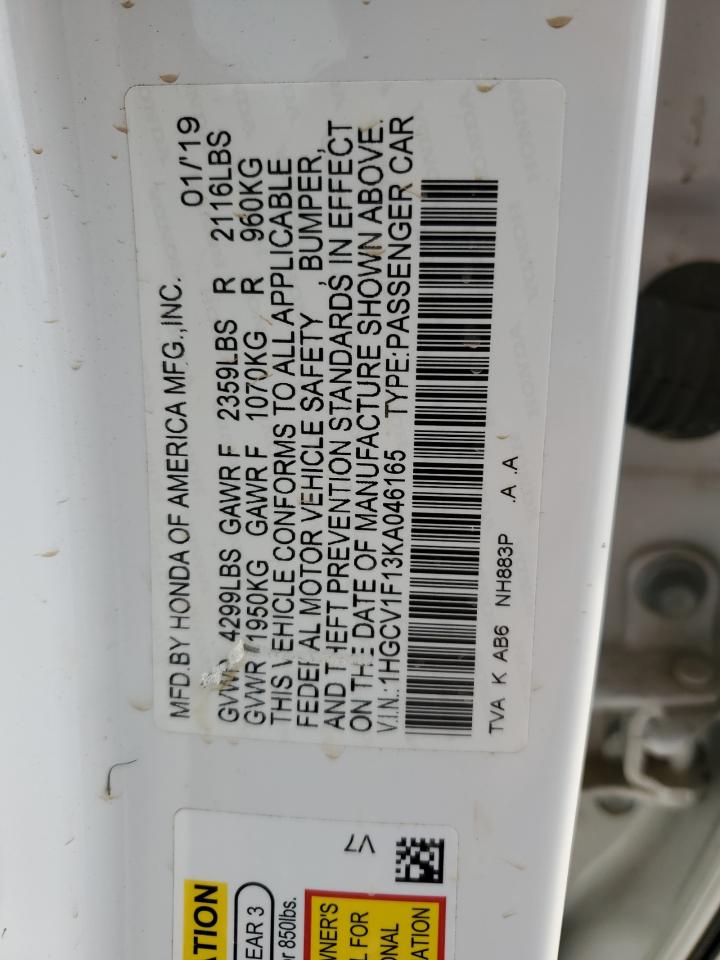 MFD.BY HONDA OF AMERICA MFG.,INC. 01/'19
GVWR 4299LBS GAWR F 2359LBS R 2116LBS
GVWR 1950KG GAWR F 1070KG R 960KG
THIS VEHICLE CONFORMS TO ALL APPLICABLE
FEDERAL MOTOR VEHICLE SAFETY , BUMPER,
AND THEFT PREVENTION STANDARDS IN EFFECT
ON THE DATE OF MANUFACTURE SHOWN ABOVE.
V.I.N.:1HGCV1F13KA046165 TYPE:PASSENGER CAR
TVA K AB6 NH883P .A .A
ATION
EAR 3
or 850lbs.
WNER'S
L FOR
ONAL
ATION